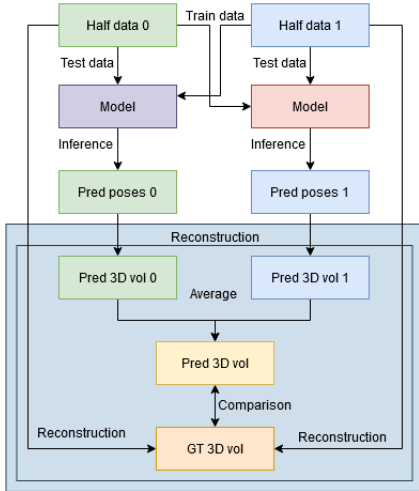 Half data 0
Train data
Half data 1
Test data
Test data
Model
Model
Inference
Inference
Pred poses 0
Pred poses 1
Reconstruction
Pred 3D vol 0
Pred 3D vol 1
Average
Pred 3D vol
Comparison
Reconstruction
GT 3D vol
Reconstruction